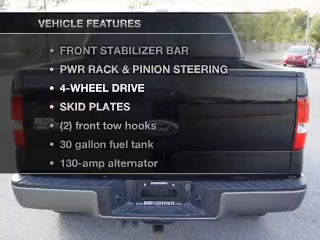 VEHICLE FEATURES
• FRONT STABILIZER BAR
• PWR RACK & PINION STEERING
• 4-WHEEL DRIVE
• SKID PLATES
• (2) front tow hooks
• 30 gallon fuel tank
• 130-amp alternator
Ford